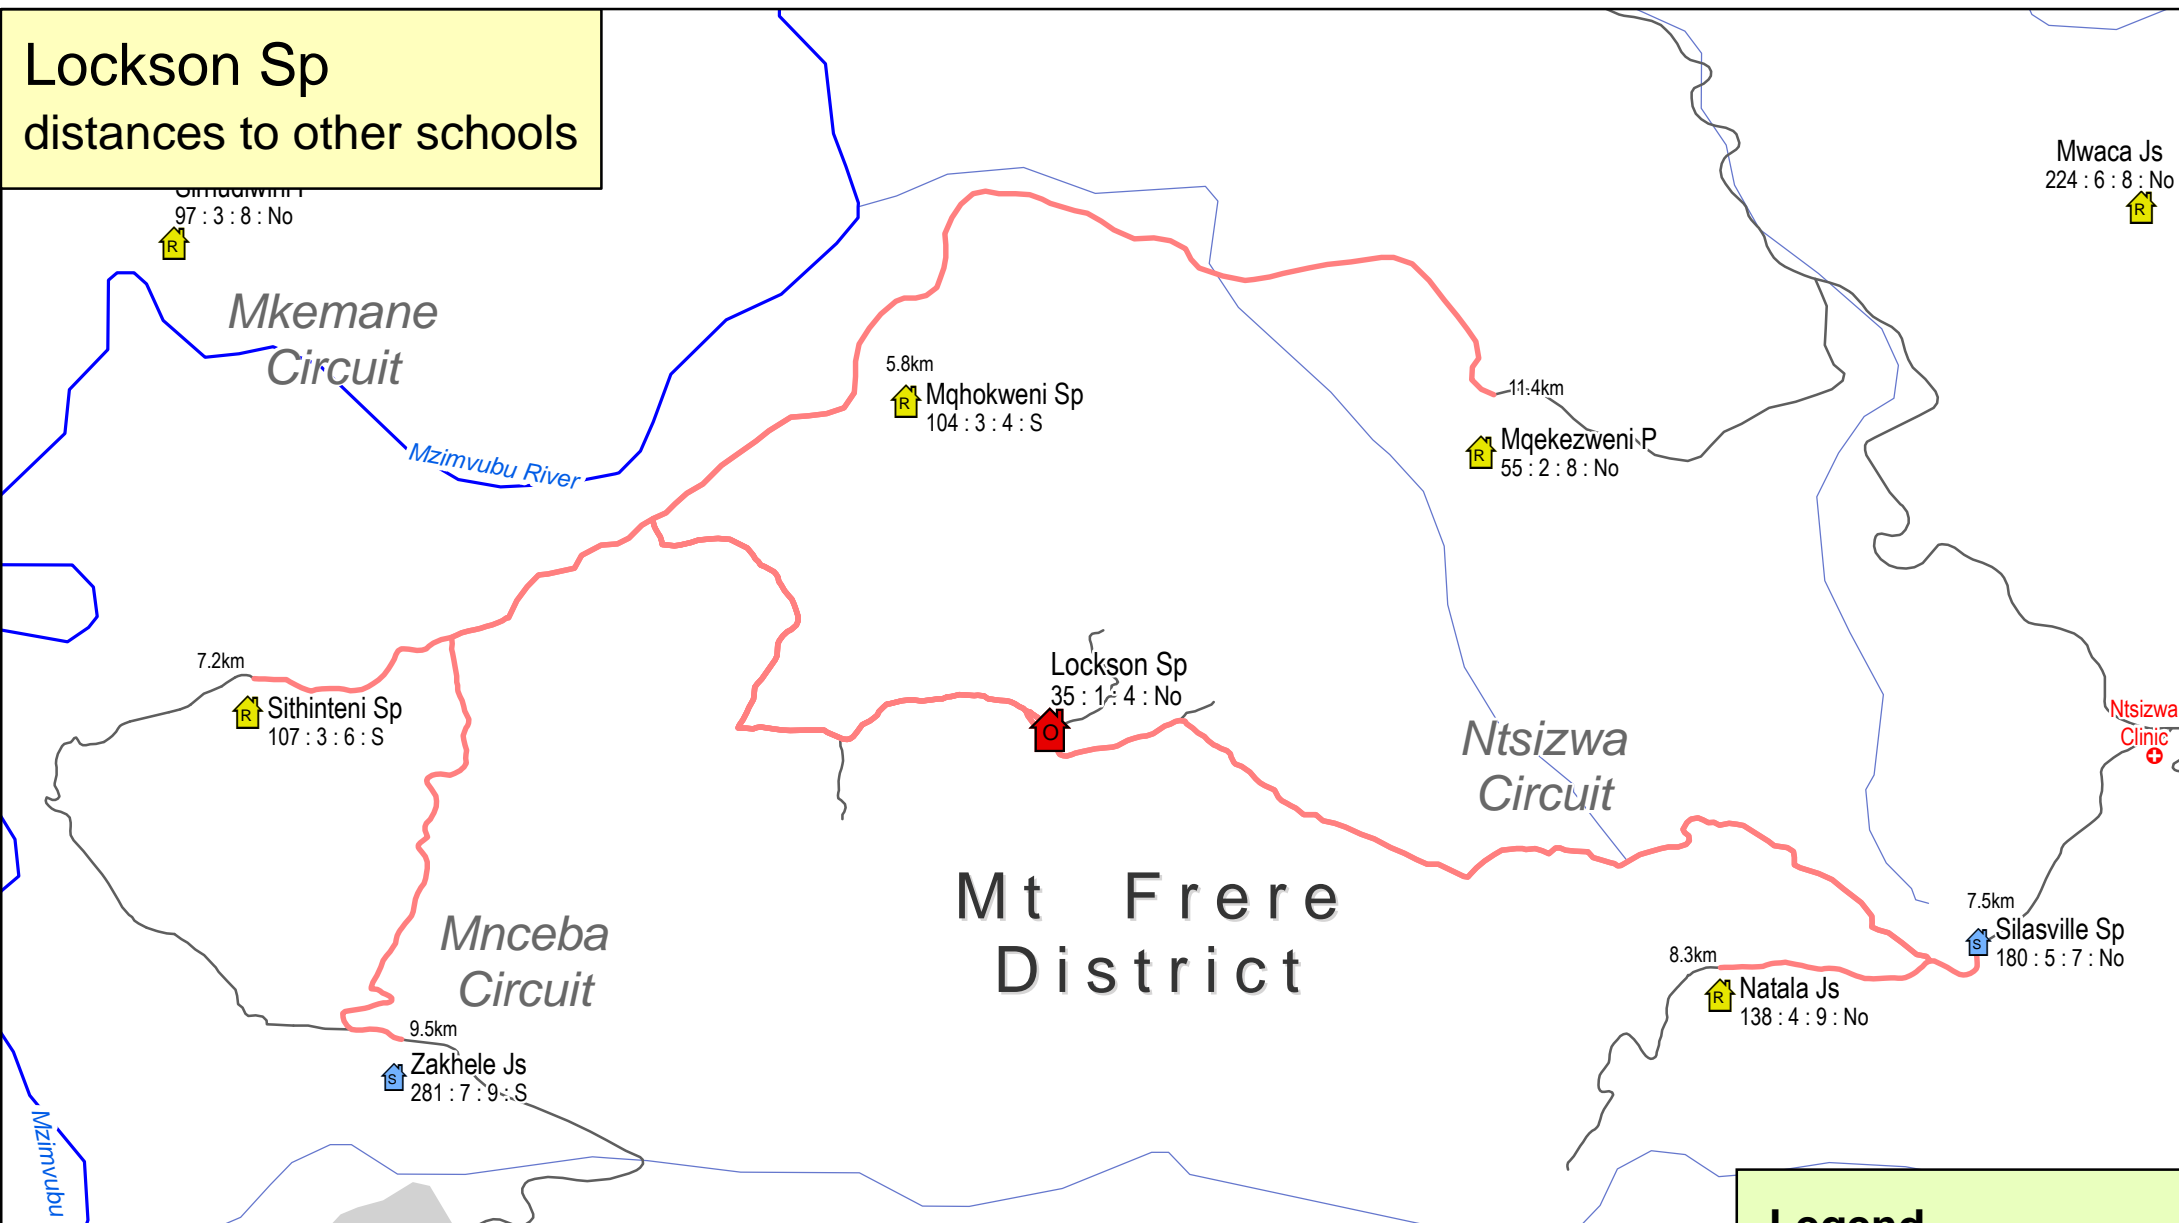 Lockson Sp
distances to other schools
97 : 3 : 8 : No
R
Mwaca Js
224 : 6 : 8 : No
R
Mkemane
Circuit
Mzimvubu River
5.8km
Mqhokweni Sp
R
104 : 3 : 4 : S
11.4km
Mqekezweni P
R
55 : 2 : 8 : No
7.2km
Sithinteni Sp
R
107 : 3 : 6 : S
Lockson Sp
35 : 1 : 4 : No
O
Ntsizwa
Circuit
Ntsizwa
Clinic
Mt Frere
District
Mnceba
Circuit
7.5km
Silasville Sp
S
180 : 5 : 7 : No
8.3km
Natala Js
R
138 : 4 : 9 : No
9.5km
Zakhele Js
S
281 : 7 : 9 : S
Mzimvubu
Legend